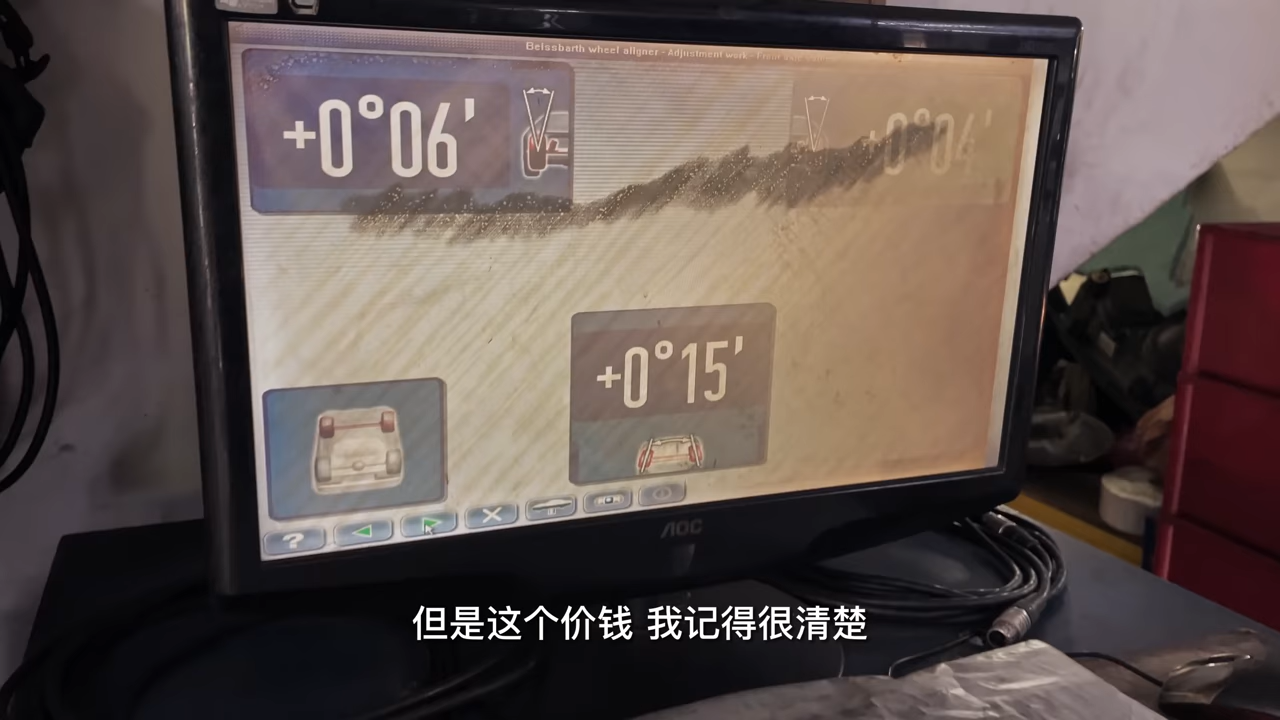 Beissbarth wheel aligner - Adjustment work -
+0°06'
+0°04'
+0°15'
?
AOC
但是这个价钱 我记得很清楚